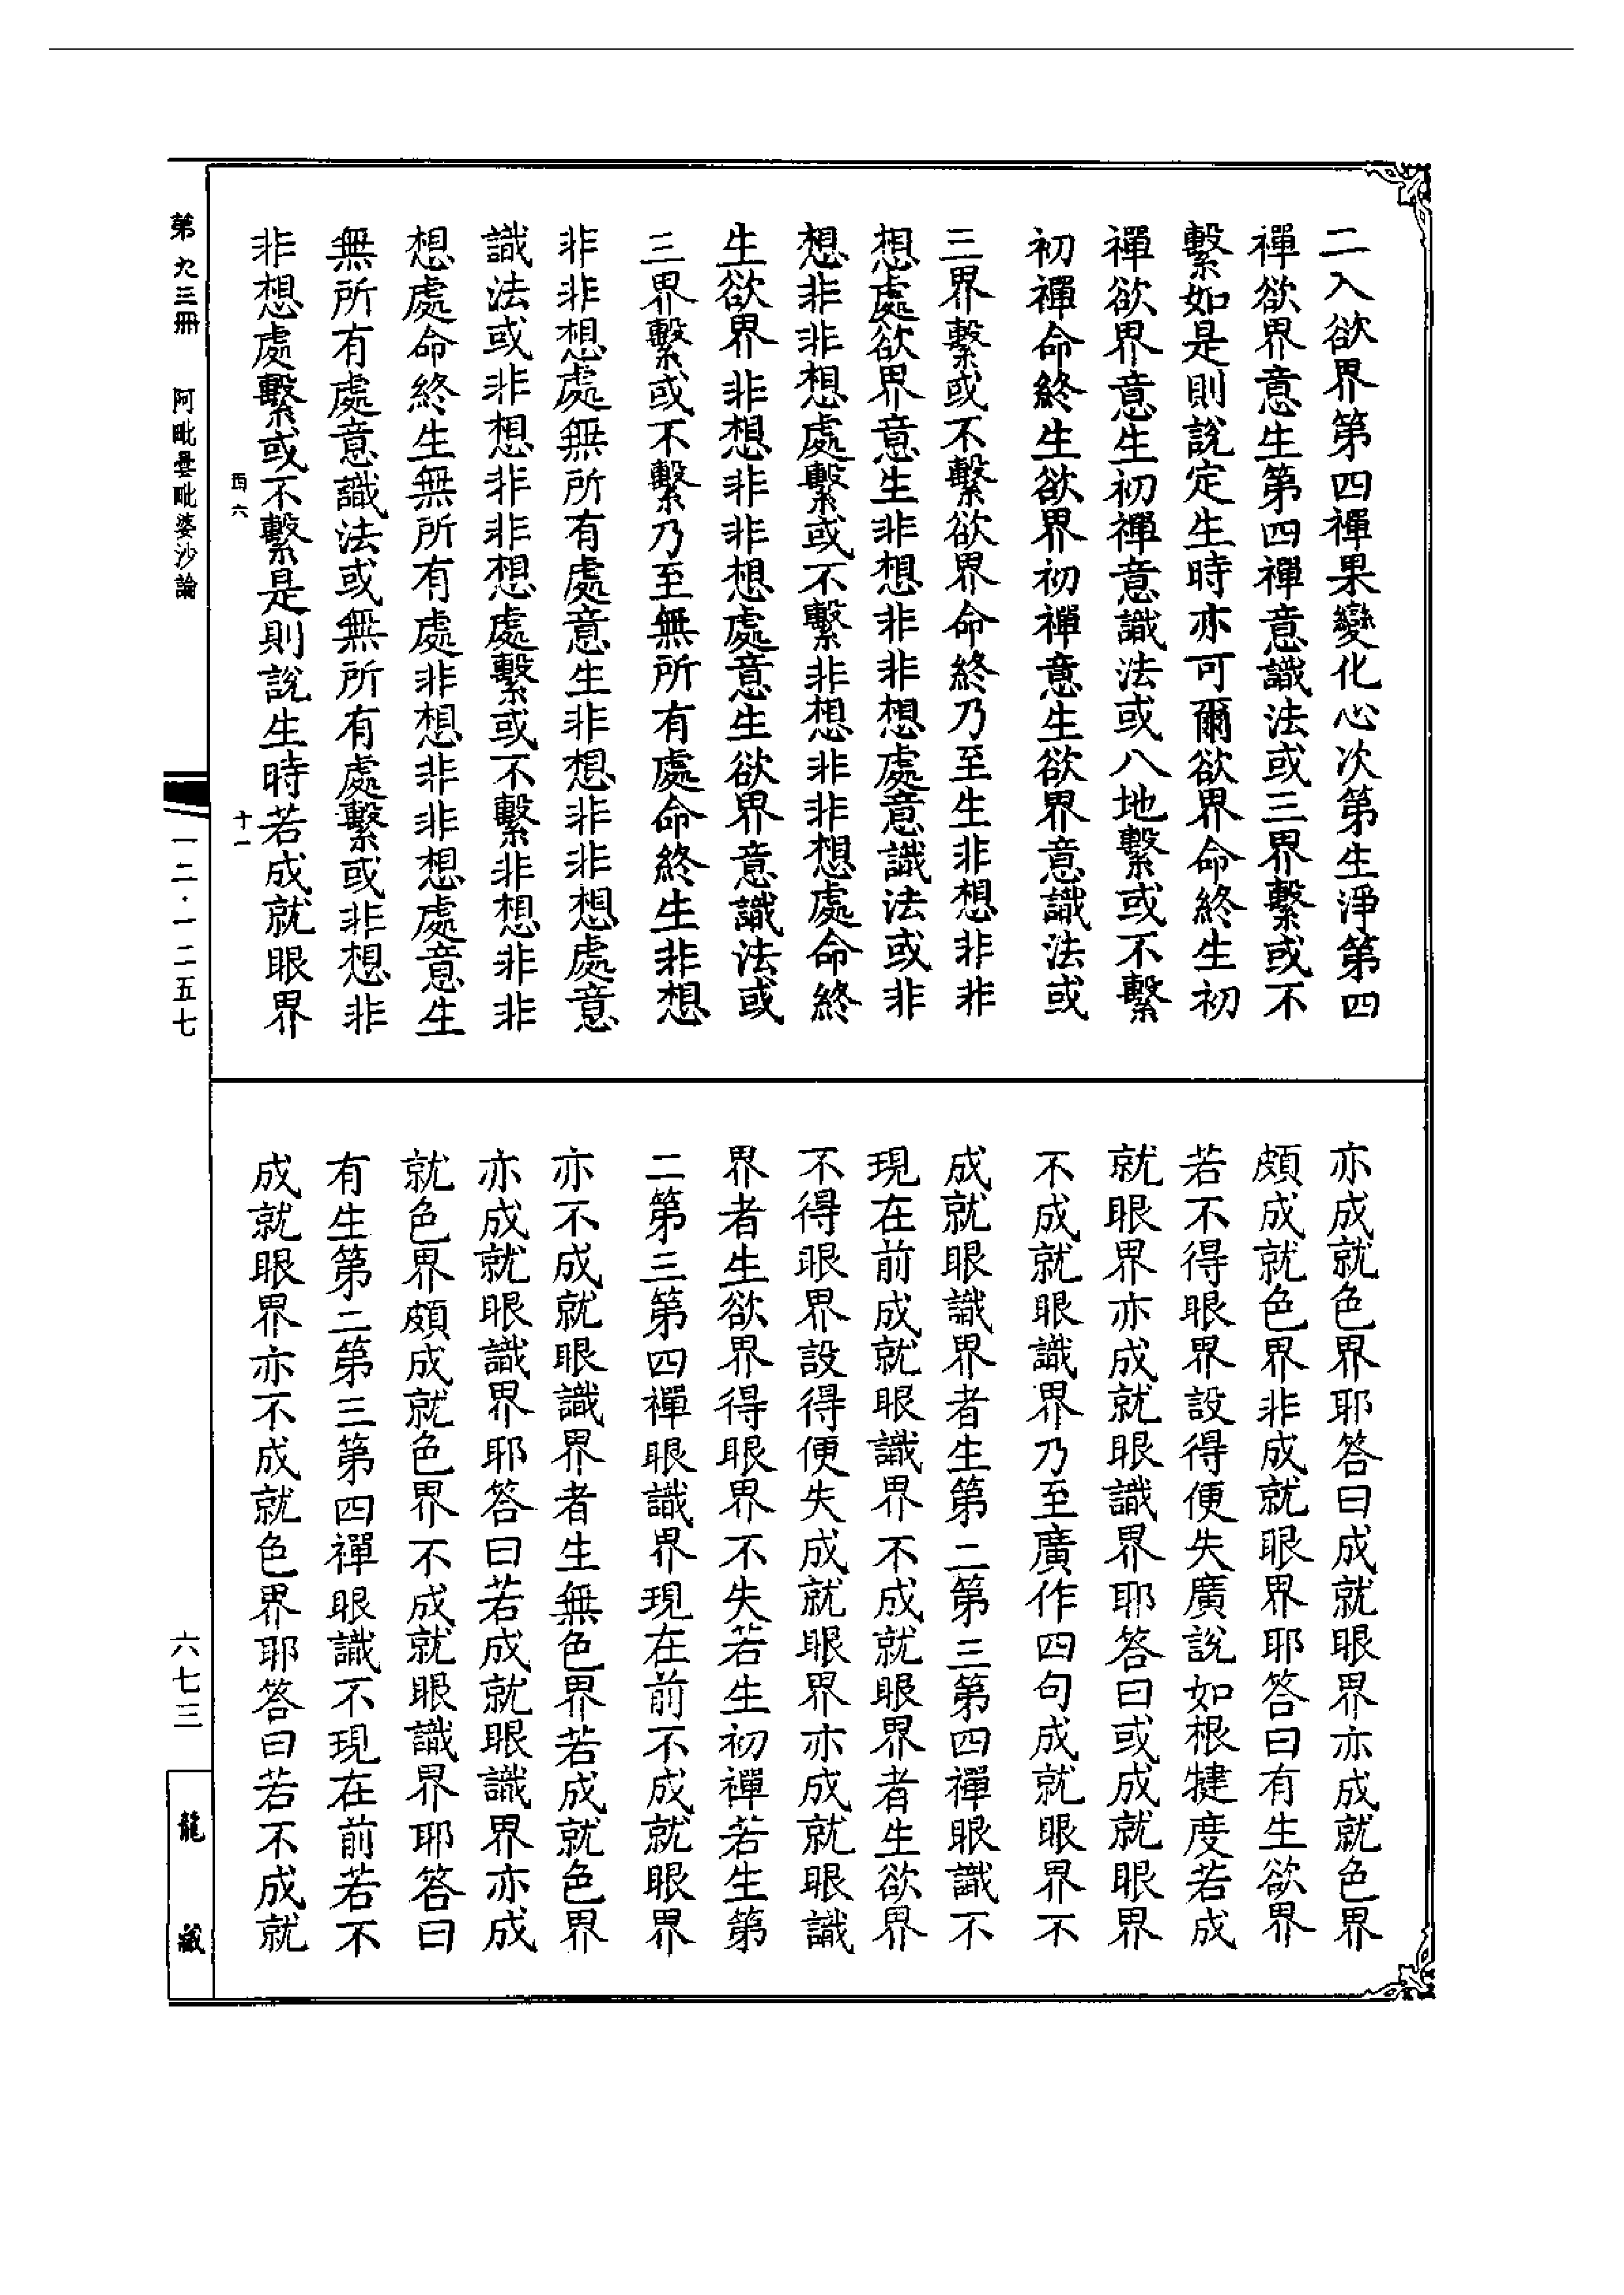 二入欲界第四禪果變化心次第生淨第四
禪欲界意生第四禪意識法或三界繫或不
繫如是則說定生時亦可爾欲界命終生初
禪欲界意生初禪意識法或八地繫或不繫
初禪命終生欲界初禪意生欲界意識法或
三界繫或不繫欲界命終乃至生非想非非
想處欲界意生非想非非想處意識法或非
想非非想處繫或不繫非想非非想處命終
生欲界非想非非想處意生欲界意識法或
三界繫或不繫乃至無所有處命終生非想
非非想處無所有處意生非想非非想處意
識法或非想非非想處繫或不繫非想非非
想處命終生無所有處非想非非想處意生
無所有處意識法或無所有處繫或非想非
非想處繫或不繫是則說生時若成就眼界
亦成就色界耶答曰成就眼界亦成就色界
頗成就色界非成就眼界耶答曰有生欲界
若不得眼界設得便失廣說如根犍度若成
就眼界亦成就眼識界耶答曰或成就眼界
不成就眼識界乃至廣作四句成就眼界不
成就眼識界者生第二第三第四禪眼識不
現在前成就眼識界不成就眼界者生欲界
不得眼界設得便失成就眼界亦成就眼識
界者生欲界得眼界不失若生初禪若生第
二第三第四禪眼識界現在前不成就眼界
亦不成就眼識界者生無色界若成就色界
亦成就眼識界耶答曰若成就眼識界亦成
就色界頗成就色界不成就眼識界耶答曰
有生第二第三第四禪眼識不現在前若不
成就眼界亦不成就色界耶答曰若不成就
第九三冊 阿毗曇毗婆沙論
一二·一二五七
六七三
龍藏
十一